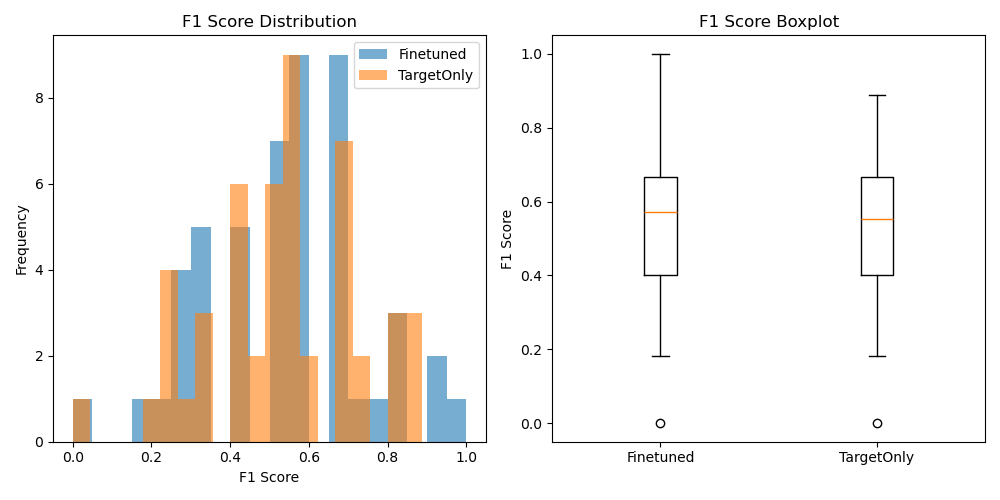 F1 Score Distribution
Finetuned
TargetOnly
8
6
4
2
0
Frequency
0.0 0.2 0.4 0.6 0.8 1.0
F1 Score
F1 Score Boxplot
1.0
0.8
0.6
0.4
0.2
0.0
F1 Score
Finetuned TargetOnly